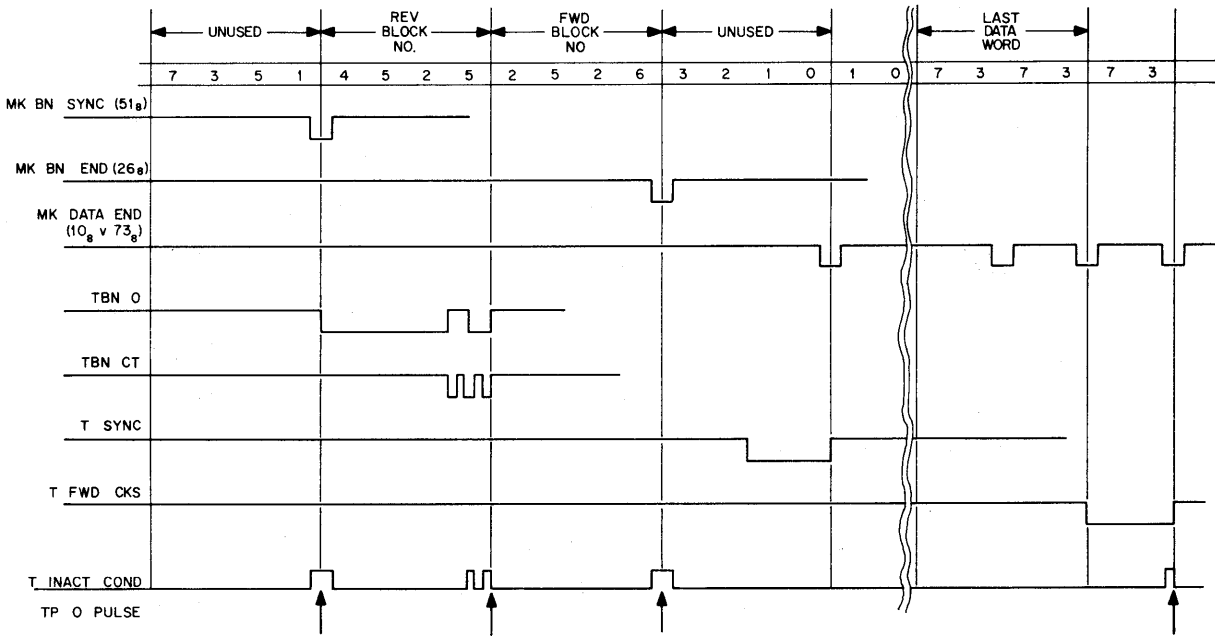 UNUSED
REV
BLOCK
NO.
FWD
BLOCK
NO
UNUSED
LAST
DATA
WORD
7 3 5 1 4 5 2 5 2 5 2 6 3 2 1 0 1 0 7 3 7 3 7 3
MK BN SYNC (51₈)
MK BN END (26₈)
MK DATA END
(10₈ v 73₈)
TBN O
TBN CT
T SYNC
T FWD CKS
T INACT COND
TP O PULSE